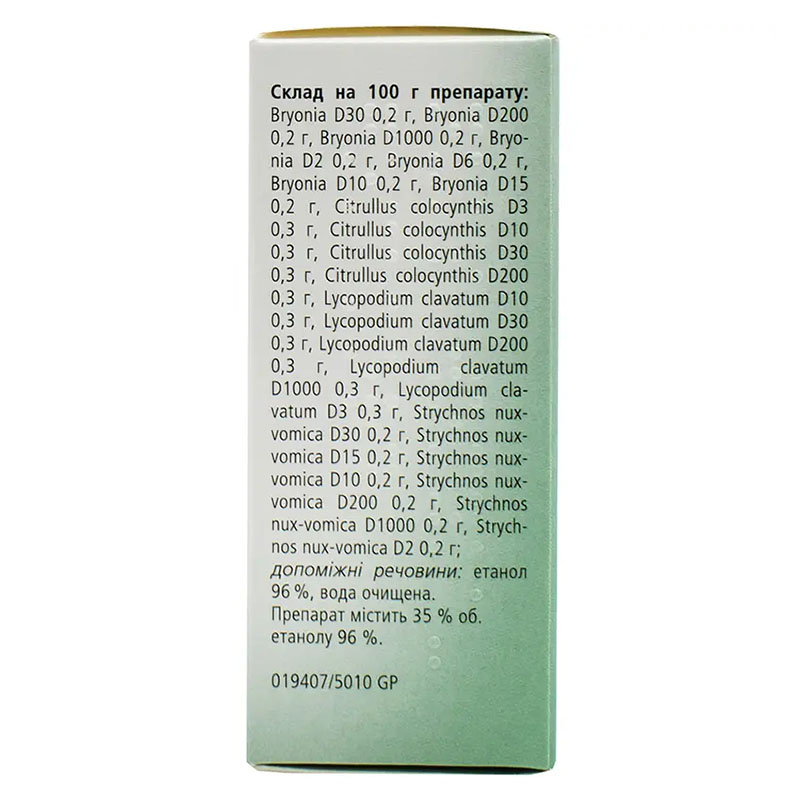 Склад на 100 г препарату:
Bryonia D30 0,2 г, Bryonia D200
0,2 г, Bryonia D1000 0,2 г, Bryo-
nia D2 0,2 г, Bryonia D6 0,2 г,
Bryonia D10 0,2 г, Bryonia D15
0,2 г, Citrullus colocynthis D3
0,3 г, Citrullus colocynthis D10
0,3 г, Citrullus colocynthis D30
0,3 г, Citrullus colocynthis D200
0,3 г, Lycopodium clavatum D10
0,3 г, Lycopodium clavatum D30
0,3 г, Lycopodium clavatum D200
0,3 г, Lycopodium clavatum
D1000 0,3 г, Lycopodium cla-
vatum D3 0,3 г, Strychnos nux-
vomica D30 0,2 г, Strychnos nux-
vomica D15 0,2 г, Strychnos nux-
vomica D10 0,2 г, Strychnos nux-
vomica D200 0,2 г, Strychnos
nux-vomica D1000 0,2 г, Strych-
nos nux-vomica D2 0,2 г;
допоміжні речовини: етанол
96 %, вода очищена.
Препарат містить 35 % об.
етанолу 96 %.
019407/5010 GP